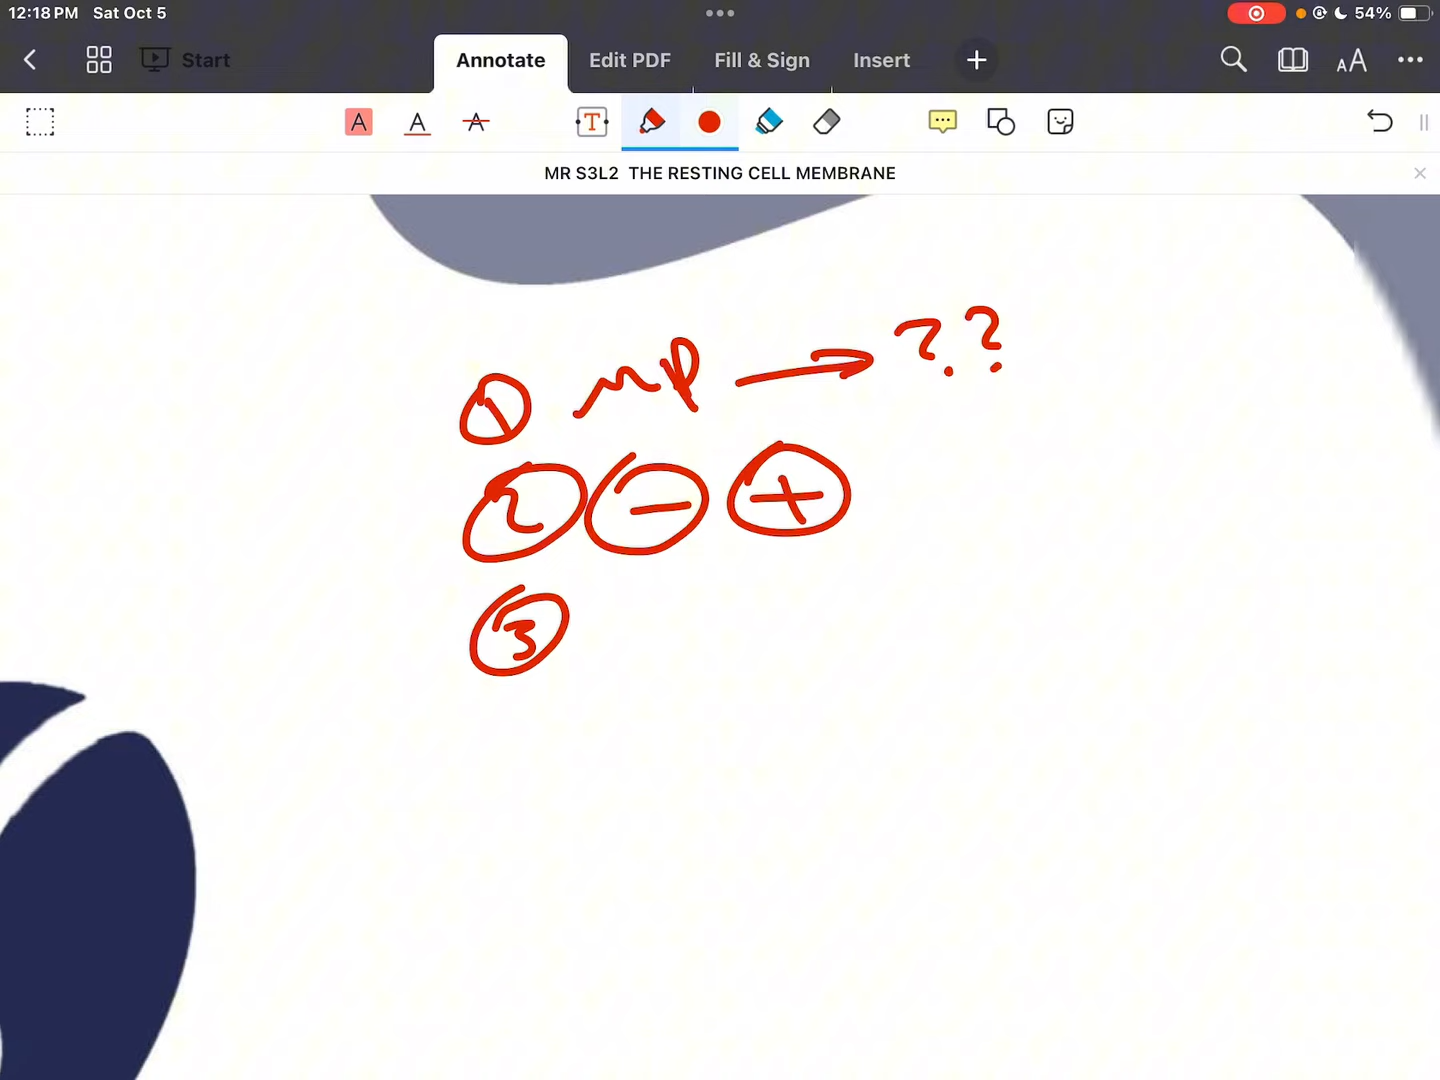 12:18 PM Sat Oct 5 54%
Start Annotate Edit PDF Fill & Sign Insert
A A A T AA
MR S3L2 THE RESTING CELL MEMBRANE
1 mp → ??
2 − +
3